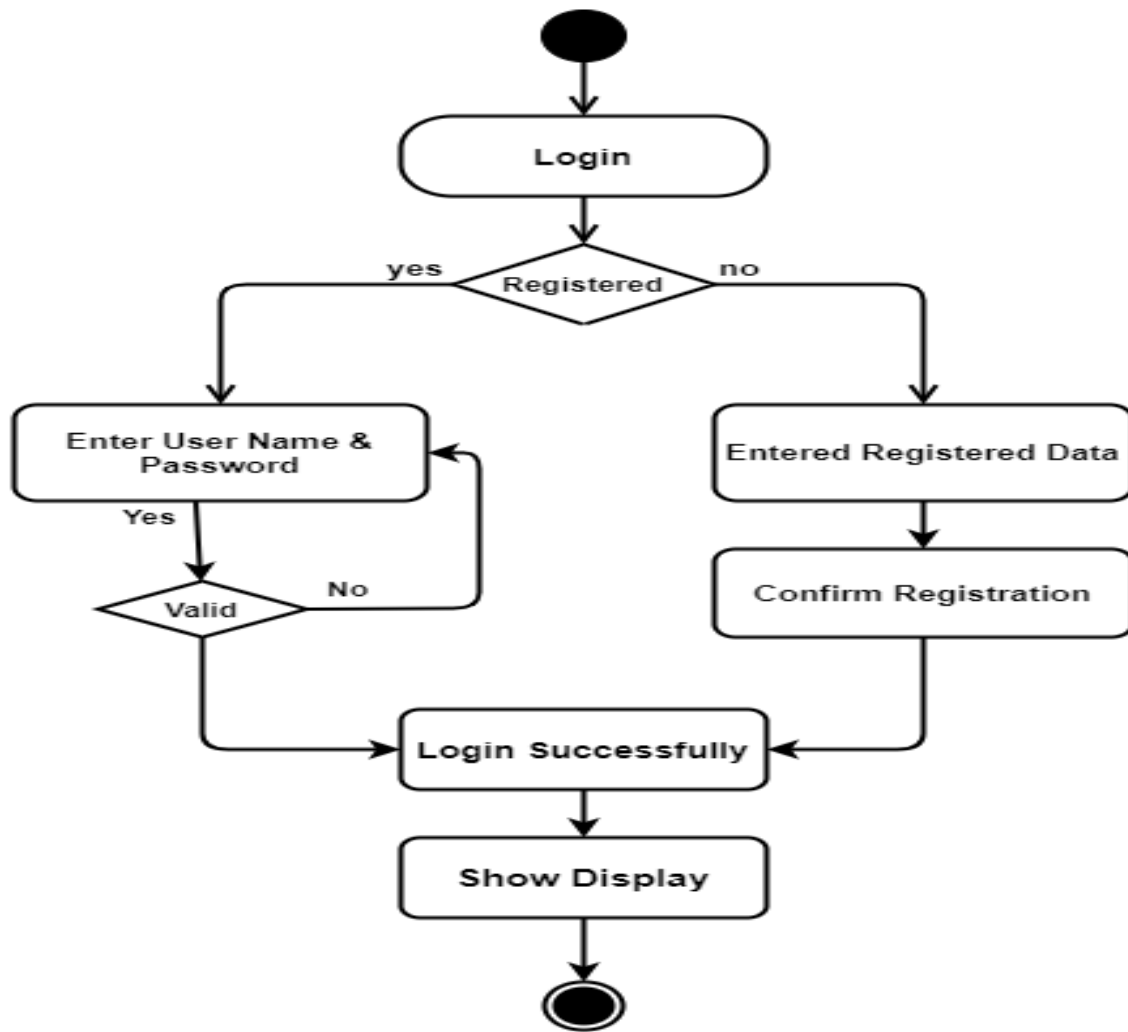 Login
yes
Registered
no
Enter User Name &
Password
Entered Registered Data
Yes
Valid
No
Confirm Registration
Login Successfully
Show Display